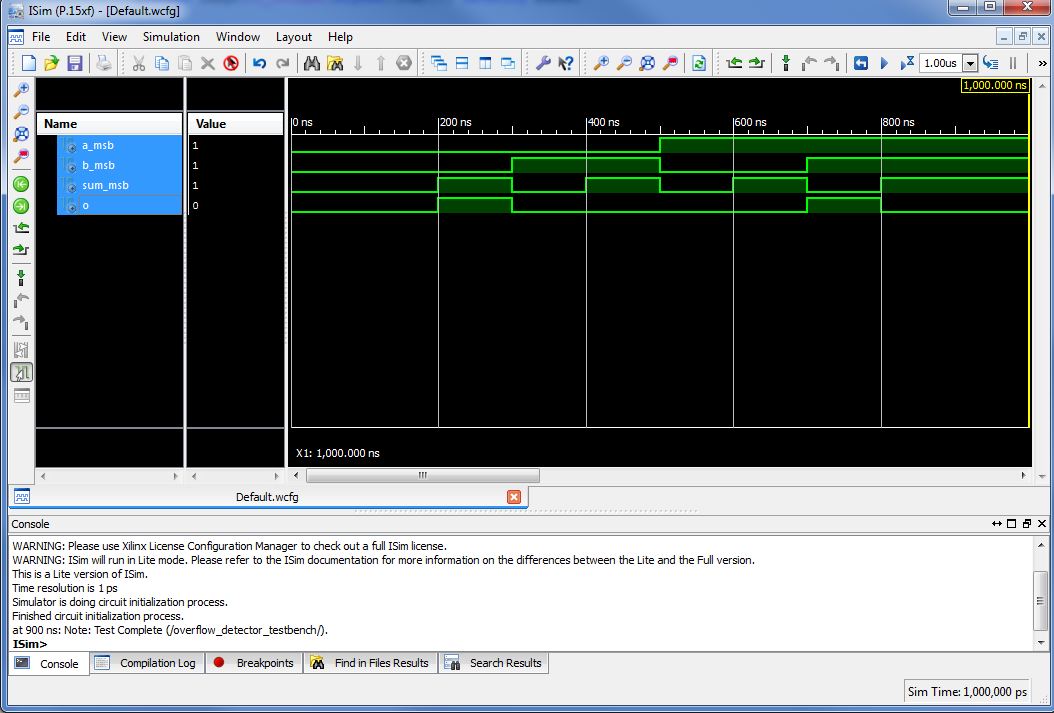 ISim (P.15xf) - [Default.wcfg]
File Edit View Simulation Window Layout Help
1.00us
»
1,000.000 ns
Name Value
0 ns 200 ns 400 ns 600 ns 800 ns
a_msb 1
b_msb 1
sum_msb 1
o 0
X1: 1,000.000 ns
Default.wcfg
Console
WARNING: Please use Xilinx License Configuration Manager to check out a full ISim license.
WARNING: ISim will run in Lite mode. Please refer to the ISim documentation for more information on the differences between the Lite and the Full version.
This is a Lite version of ISim.
Time resolution is 1 ps
Simulator is doing circuit initialization process.
Finished circuit initialization process.
at 900 ns: Note: Test Complete (/overflow_detector_testbench/).
ISim>
Console Compilation Log Breakpoints Find in Files Results Search Results
Sim Time: 1,000,000 ps